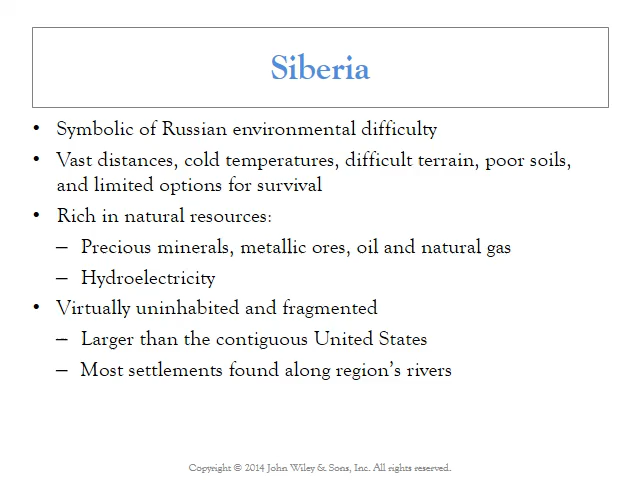 Siberia
• Symbolic of Russian environmental difficulty
• Vast distances, cold temperatures, difficult terrain, poor soils,
and limited options for survival
• Rich in natural resources:
– Precious minerals, metallic ores, oil and natural gas
– Hydroelectricity
• Virtually uninhabited and fragmented
– Larger than the contiguous United States
– Most settlements found along region’s rivers
Copyright © 2014 John Wiley & Sons, Inc. All rights reserved.